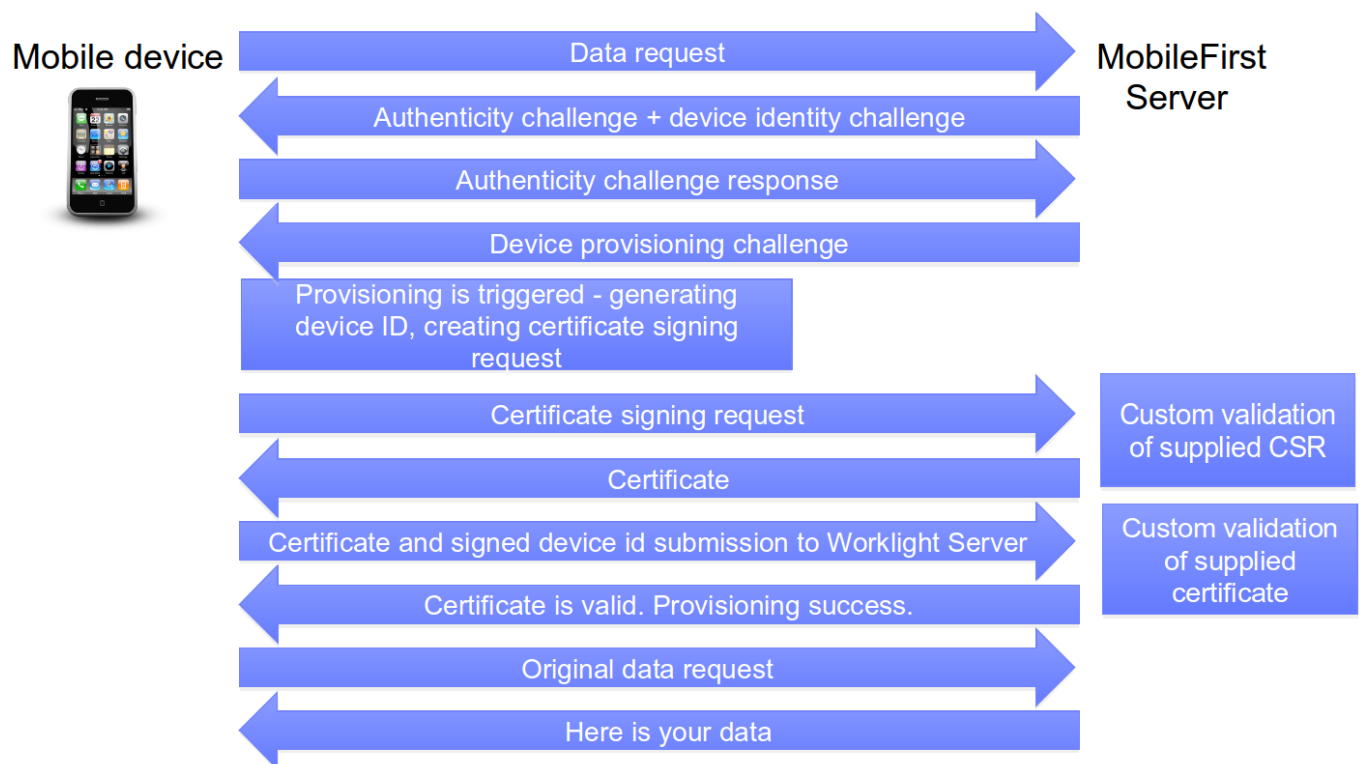 Data request
Mobile device
MobileFirst
Server
Authenticity challenge + device identity challenge
Authenticity challenge response
Device provisioning challenge
Provisioning is triggered - generating
device ID, creating certificate signing
request
Certificate signing request
Custom validation
of supplied CSR
Certificate
Certificate and signed device id submission to Worklight Server
Custom validation
of supplied
certificate
Certificate is valid. Provisioning success.
Original data request
Here is your data